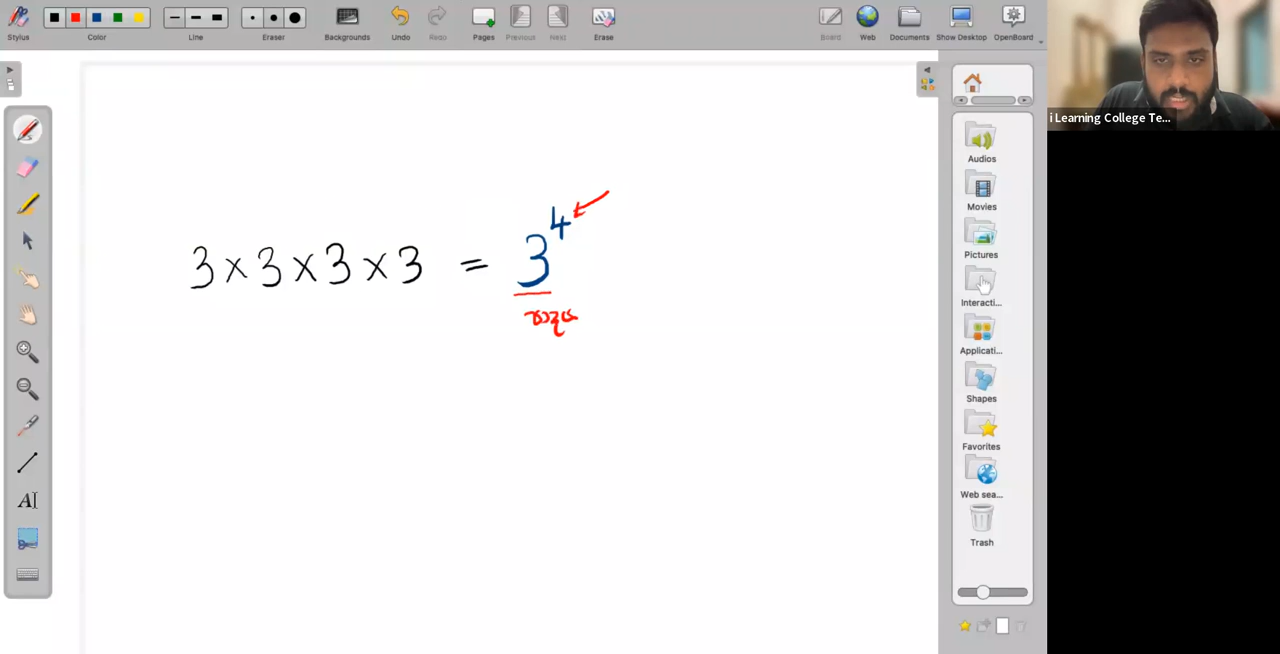 Stylus
Color
Line
Eraser
Backgrounds
Undo
Redo
Pages
Previous
Next
Erase
Board
Web
Documents
Show Desktop
OpenBoard
i Learning College Te...
Audios
Movies
Pictures
Interacti...
Applicati...
Shapes
Favorites
Web sea...
Trash
AI
3 × 3 × 3 × 3 = 3⁴
පාදය